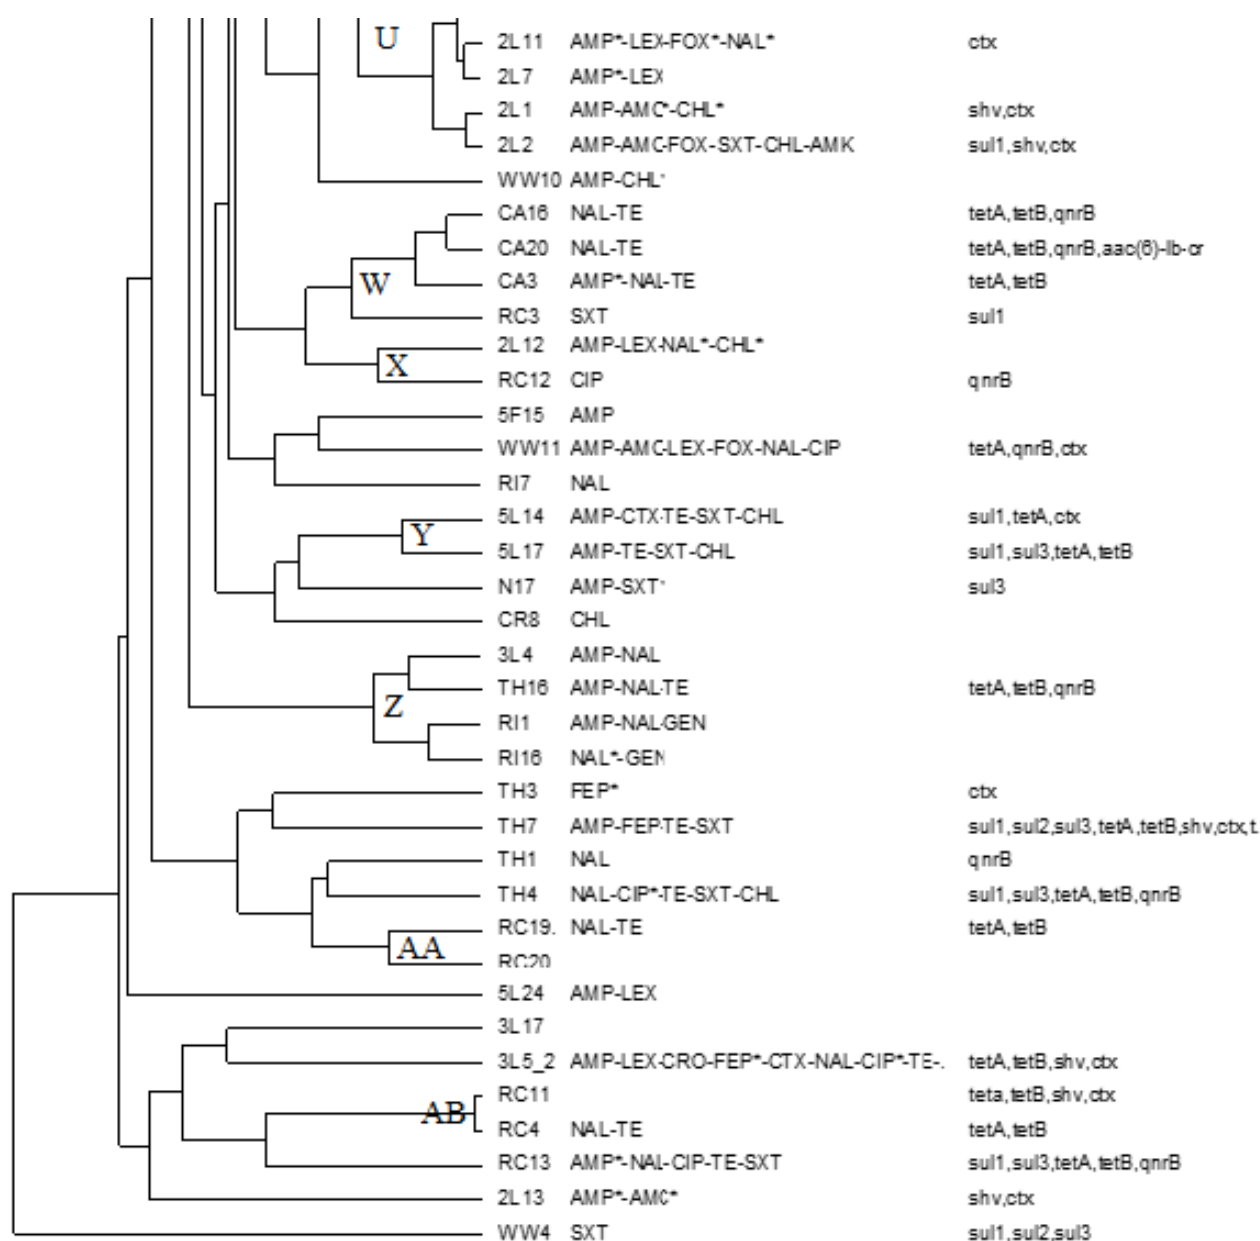 U
2L11 AMP*-LEX-FOX*-NAL* ctx
2L7 AMP*-LEX
2L1 AMP-AMC*-CHL* shv,ctx
2L2 AMP-AMC-FOX-SXT-CHL-AMK sul1,shv,ctx
WW10 AMP-CHL*
CA16 NAL-TE tetA,tetB,qnrB
CA20 NAL-TE tetA,tetB,qnrB,aac(6)-Ib-cr
W CA3 AMP*-NAL-TE tetA,tetB
RC3 SXT sul1
2L12 AMP-LEX-NAL*-CHL*
X
RC12 CIP qnrB
5F15 AMP
WW11 AMP-AMC-LEX-FOX-NAL-CIP tetA,qnrB,ctx
RI7 NAL
5L14 AMP-CTX-TE-SXT-CHL sul1,tetA,ctx
Y
5L17 AMP-TE-SXT-CHL sul1,sul3,tetA,tetB
N17 AMP-SXT* sul3
CR8 CHL
3L4 AMP-NAL
TH16 AMP-NAL-TE tetA,tetB,qnrB
Z
RI1 AMP-NAL-GEN
RI16 NAL*-GEN
TH3 FEP* ctx
TH7 AMP-FEP-TE-SXT sul1,sul2,sul3,tetA,tetB,shv,ctx,t
TH1 NAL qnrB
TH4 NAL-CIP*-TE-SXT-CHL sul1,sul3,tetA,tetB,qnrB
RC19. NAL-TE tetA,tetB
AA
RC20
5L24 AMP-LEX
3L17
3L5_2 AMP-LEX-CRO-FEP*-CTX-NAL-CIP*-TE-. tetA,tetB,shv,ctx
RC11 teta,tetB,shv,ctx
AB
RC4 NAL-TE tetA,tetB
RC13 AMP*-NAL-CIP-TE-SXT sul1,sul3,tetA,tetB,qnrB
2L13 AMP*-AMC* shv,ctx
WW4 SXT sul1,sul2,sul3